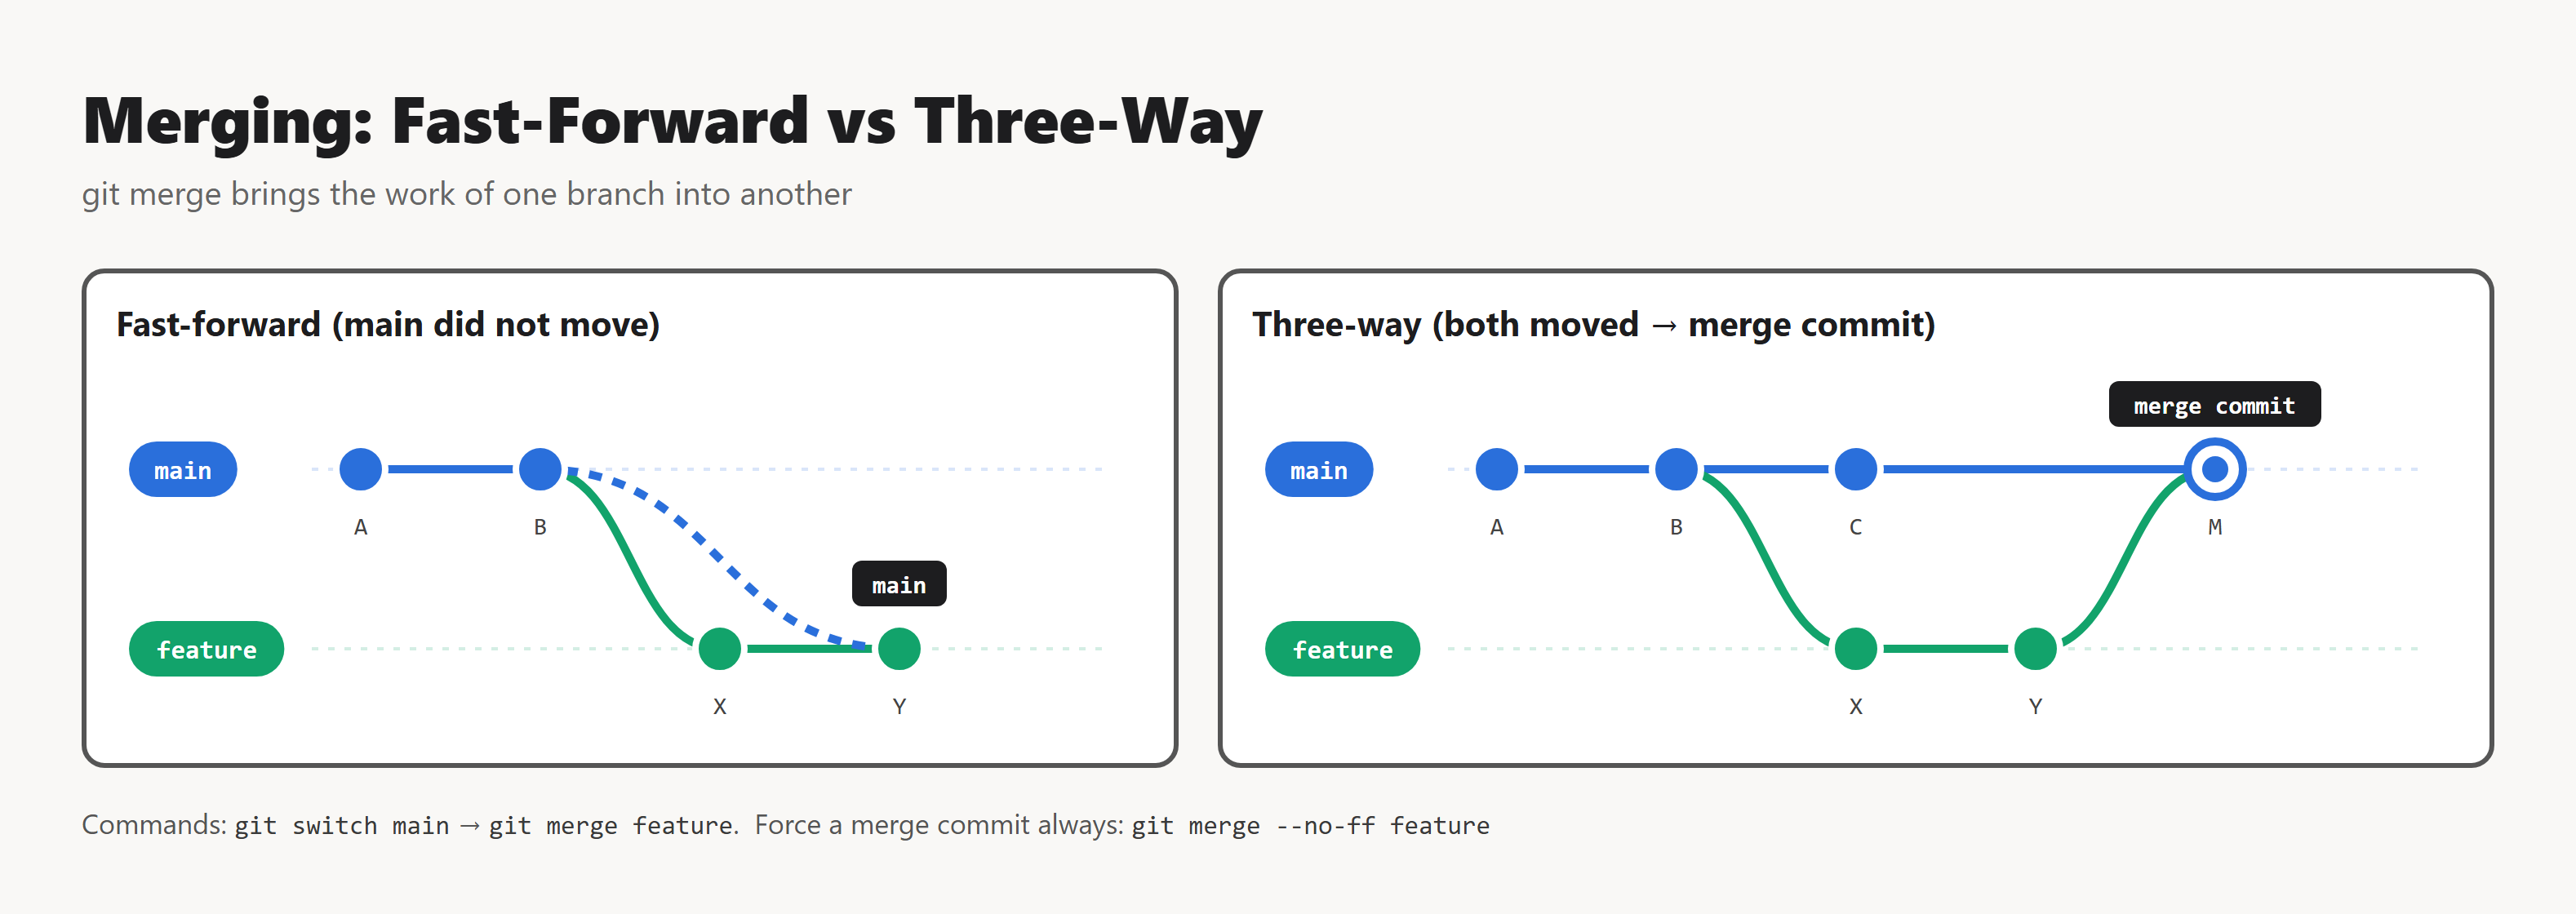 Merging: Fast-Forward vs Three-Way
git merge brings the work of one branch into another
Fast-forward (main did not move)
main
A
B
main
feature
X
Y
Three-way (both moved → merge commit)
merge commit
main
A
B
C
M
feature
X
Y
Commands: git switch main → git merge feature. Force a merge commit always: git merge --no-ff feature